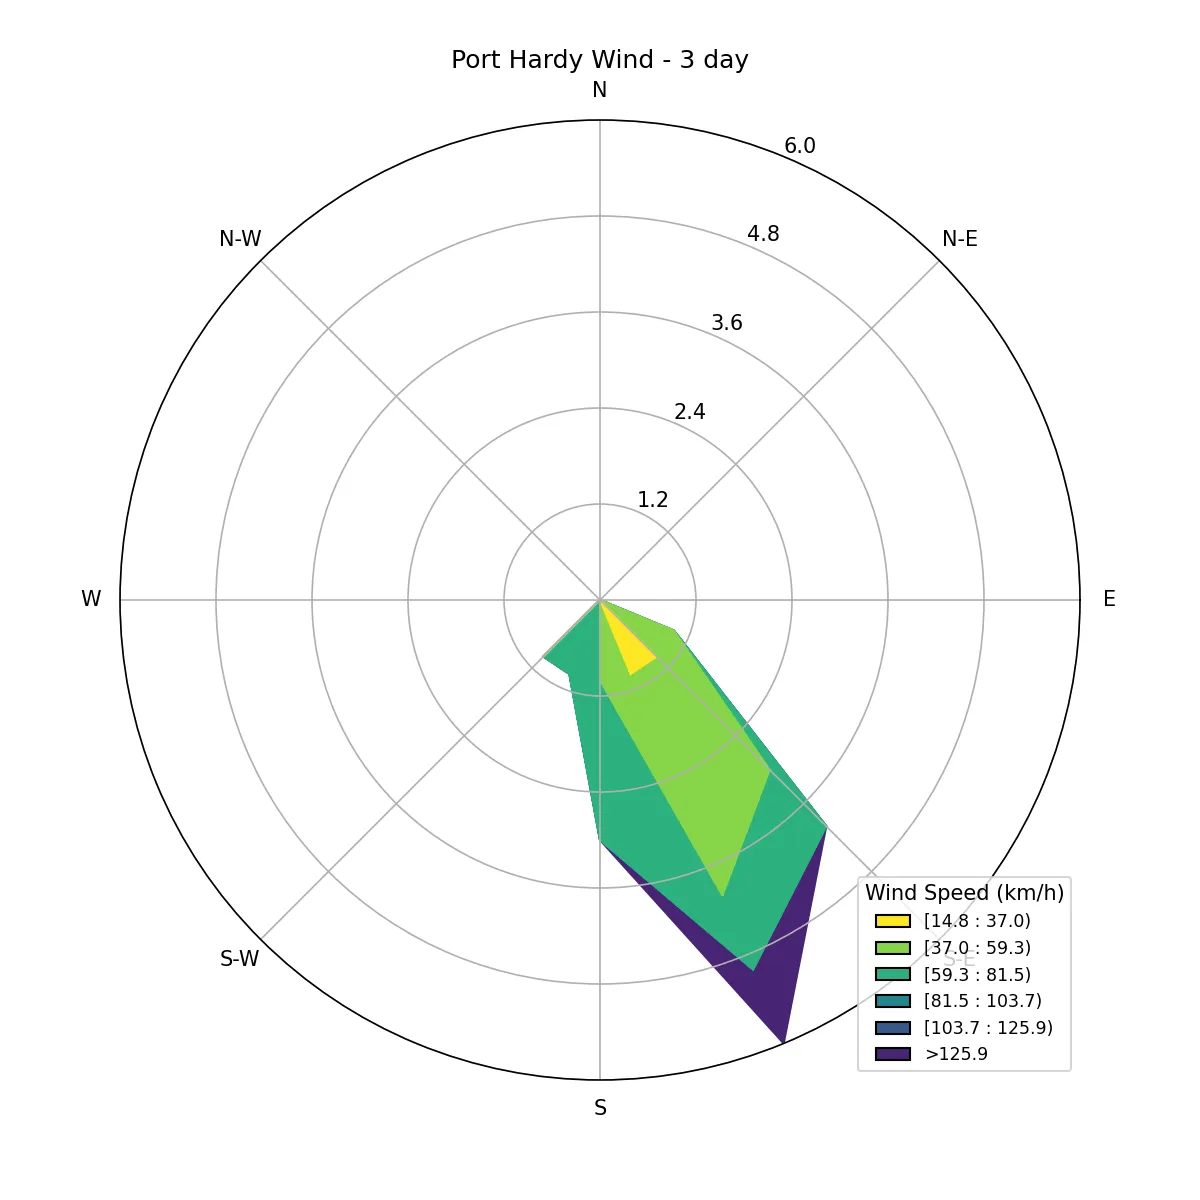 Port Hardy Wind - 3 day
N
6.0
4.8
N-W
N-E
3.6
2.4
1.2
W
E
Wind Speed (km/h)
[14.8 : 37.0)
[37.0 : 59.3)
S-W
S-E
[59.3 : 81.5)
[81.5 : 103.7)
[103.7 : 125.9)
>125.9
S